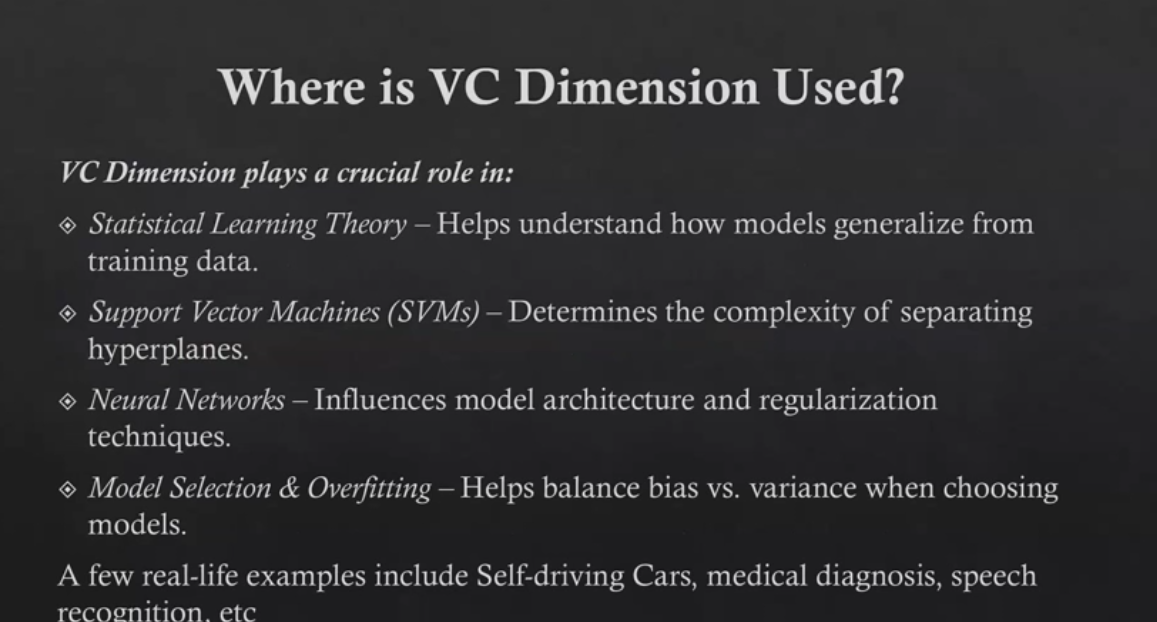 Where is VC Dimension Used?
VC Dimension plays a crucial role in:
Statistical Learning Theory – Helps understand how models generalize from
training data.
Support Vector Machines (SVMs) – Determines the complexity of separating
hyperplanes.
Neural Networks – Influences model architecture and regularization
techniques.
Model Selection & Overfitting – Helps balance bias vs. variance when choosing
models.
A few real-life examples include Self-driving Cars, medical diagnosis, speech
recognition, etc